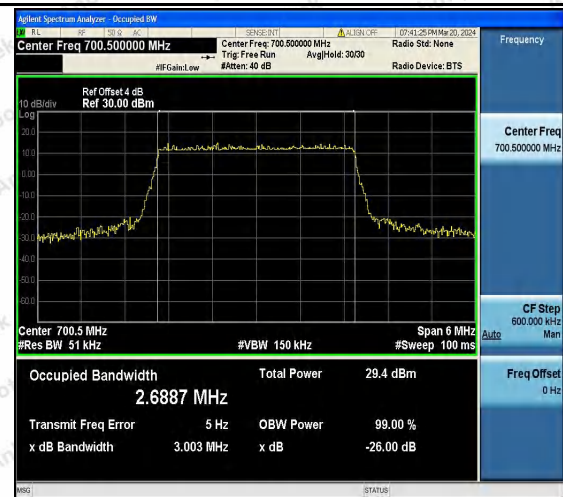 Agilent Spectrum Analyzer - Occupied BW
RL RF 50 Ω AC SENSE:INT ALIGN OFF 07:41:25 PM Mar 20, 2024
Center Freq 700.500000 MHz
Center Freq: 700.500000 MHz Radio Std: None
Trig: Free Run Avg|Hold: 30/30
#IFGain:Low #Atten: 40 dB Radio Device: BTS
Ref Offset 4 dB
10 dB/div Ref 30.00 dBm
Log
20.0
10.0
0.00
-10.0
-20.0
-30.0
-40.0
-50.0
-60.0
Center 700.5 MHz Span 6 MHz
#Res BW 51 kHz #VBW 150 kHz #Sweep 100 ms
Occupied Bandwidth Total Power 29.4 dBm
2.6887 MHz
Transmit Freq Error 5 Hz OBW Power 99.00 %
x dB Bandwidth 3.003 MHz x dB -26.00 dB
MSG STATUS
Frequency
Center Freq
700.500000 MHz
CF Step
600.000 kHz
Auto Man
Freq Offset
0 Hz